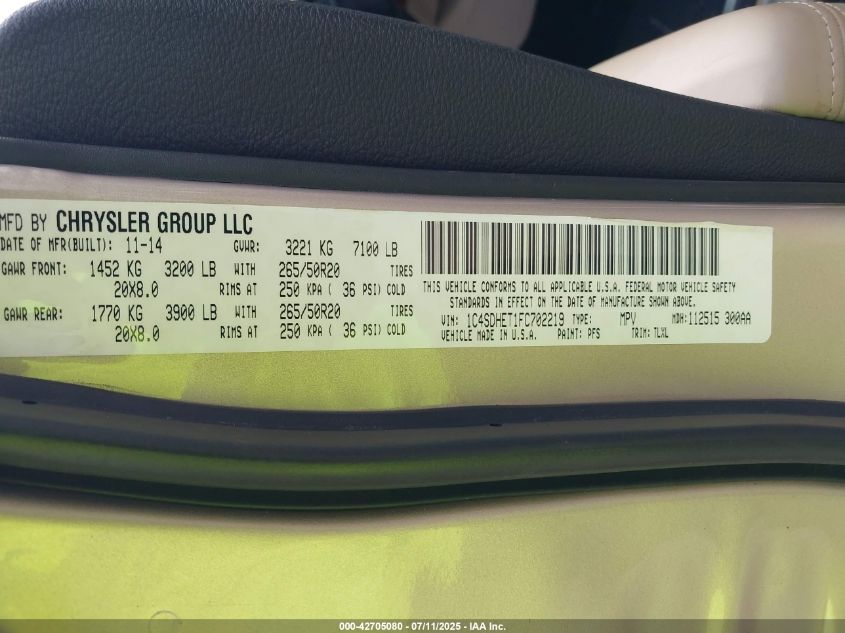 MFD BY CHRYSLER GROUP LLC
DATE OF MFR(BUILT): 11-14 GVWR: 3221 KG 7100 LB
GAWR FRONT: 1452 KG 3200 LB WITH 265/50R20 TIRES
20X8.0 RIMS AT 250 KPA ( 36 PSI) COLD
GAWR REAR: 1770 KG 3900 LB WITH 265/50R20 TIRES
20X8.0 RIMS AT 250 KPA ( 36 PSI) COLD
THIS VEHICLE CONFORMS TO ALL APPLICABLE U.S.A. FEDERAL MOTOR VEHICLE SAFETY
STANDARDS IN EFFECT ON THE DATE OF MANUFACTURE SHOWN ABOVE.
VIN: 1C4SDHET1FC702219 TYPE: MPV MDH: 112515 300AA
VEHICLE MADE IN U.S.A. PAINT: PFS TRIM: TLXL
000-42705080 - 07/11/2025 - IAA Inc.